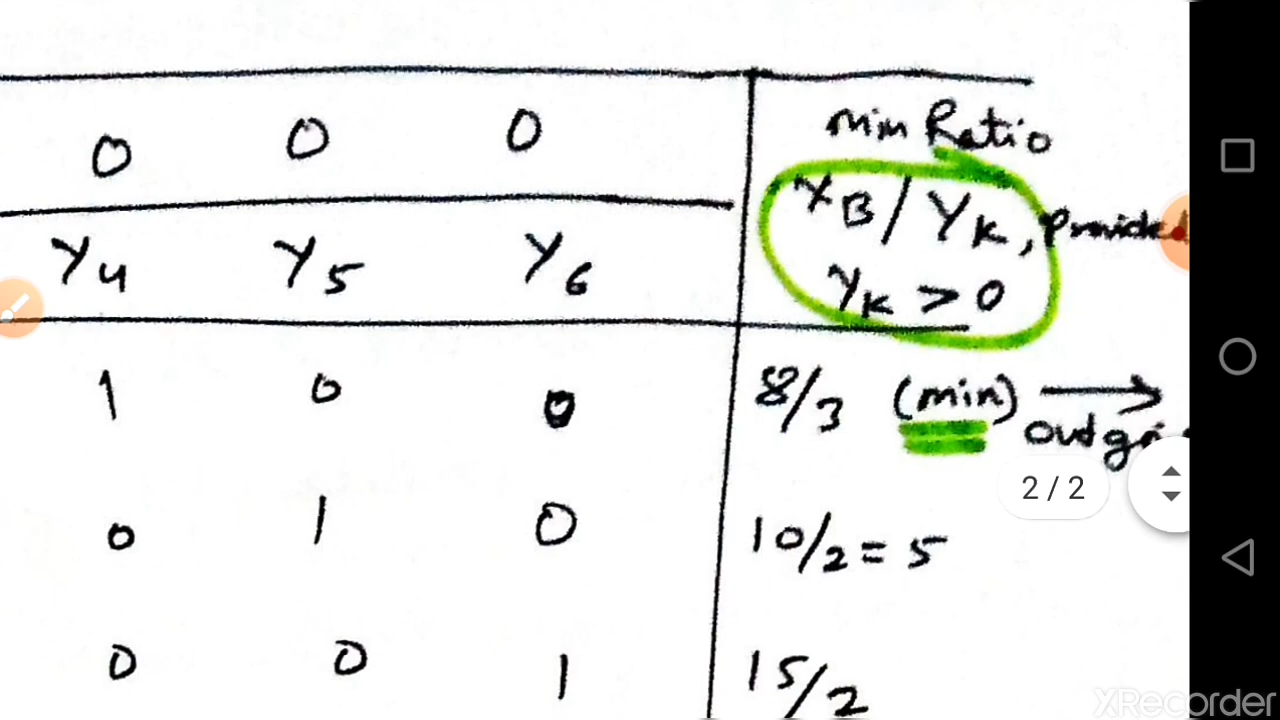 0 0 0 min Ratio
XB / YK, Provided
Y4 Y5 Y6 YK > 0
1 0 0 8/3 (min) →
2 / 2
0 1 0 10/2 = 5
0 0 1 15/2
XRecorder